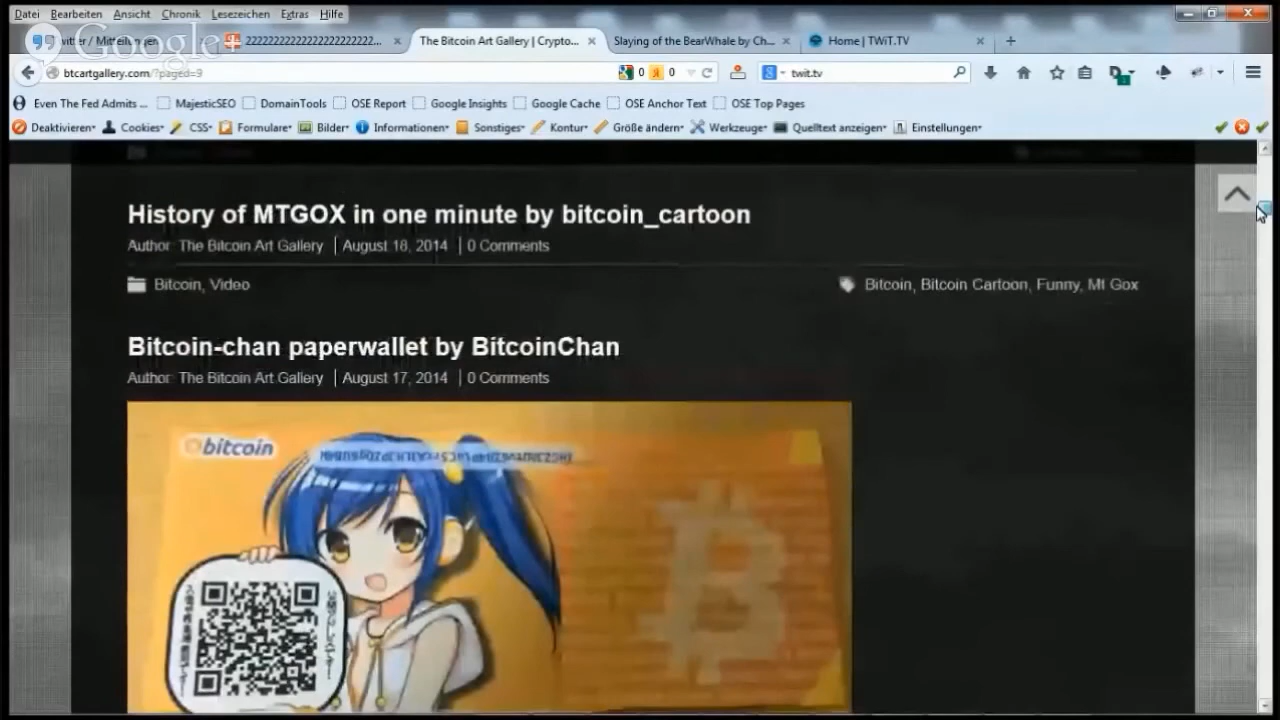 Datei Bearbeiten Ansicht Chronik Lesezeichen Extras Hilfe
Google+
Twitter / Mitteilungen
The Bitcoin Art Gallery | Crypto...
Slaying of the BearWhale by Ch...
Home | TWiT.TV
btcartgallery.com/?paged=9
0
0
twit.tv
Even The Fed Admits ... MajesticSEO DomainTools OSE Report Google Insights Google Cache OSE Anchor Text OSE Top Pages
Deaktivieren Cookies CSS Formulare Bilder Informationen Sonstiges Kontur Größe ändern Werkzeuge Quelltext anzeigen Einstellungen
History of MTGOX in one minute by bitcoin_cartoon
Author The Bitcoin Art Gallery | August 18, 2014 | 0 Comments
Bitcoin, Video
Bitcoin, Bitcoin Cartoon, Funny, Mt Gox
Bitcoin-chan paperwallet by BitcoinChan
Author The Bitcoin Art Gallery | August 17, 2014 | 0 Comments
bitcoin